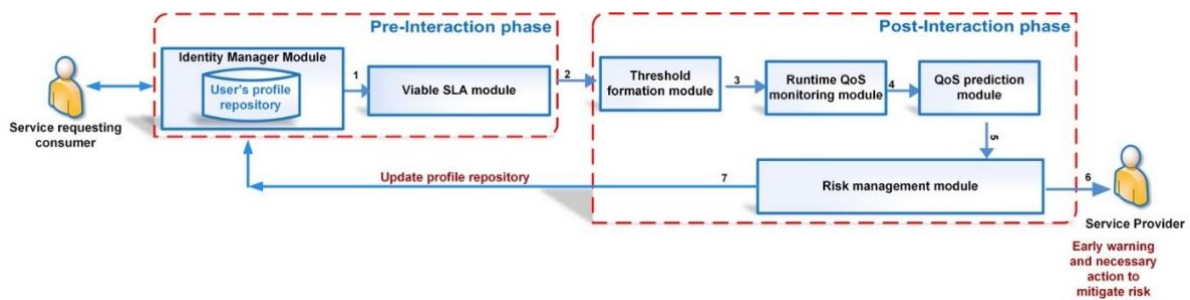 Pre-Interaction phase
Post-Interaction phase
Identity Manager Module
User's profile
repository
1
Viable SLA module
2
Threshold
formation module
3
Runtime QoS
monitoring module
4
QoS prediction
module
5
Service requesting
consumer
Update profile repository
7
Risk management module
6
Service Provider
Early warning
and necessary
action to
mitigate risk